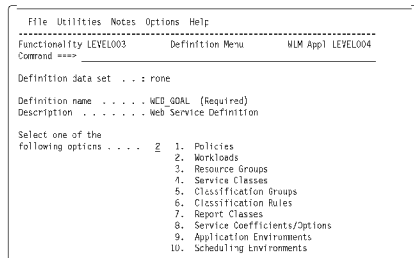 File Utilities Notes Options Help
Functionality LEVEL003 Definition Menu WLM Appl LEVEL004
Command ===>
Definition data set . . : none
Definition name . . . . . WEB_GOAL (Required)
Description . . . . . . . Web Service Definition
Select one of the
following options . . . . 2 1. Policies
2. Workloads
3. Resource Groups
4. Service Classes
5. Classification Groups
6. Classification Rules
7. Report Classes
8. Service Coefficients/Options
9. Application Environments
10. Scheduling Environments